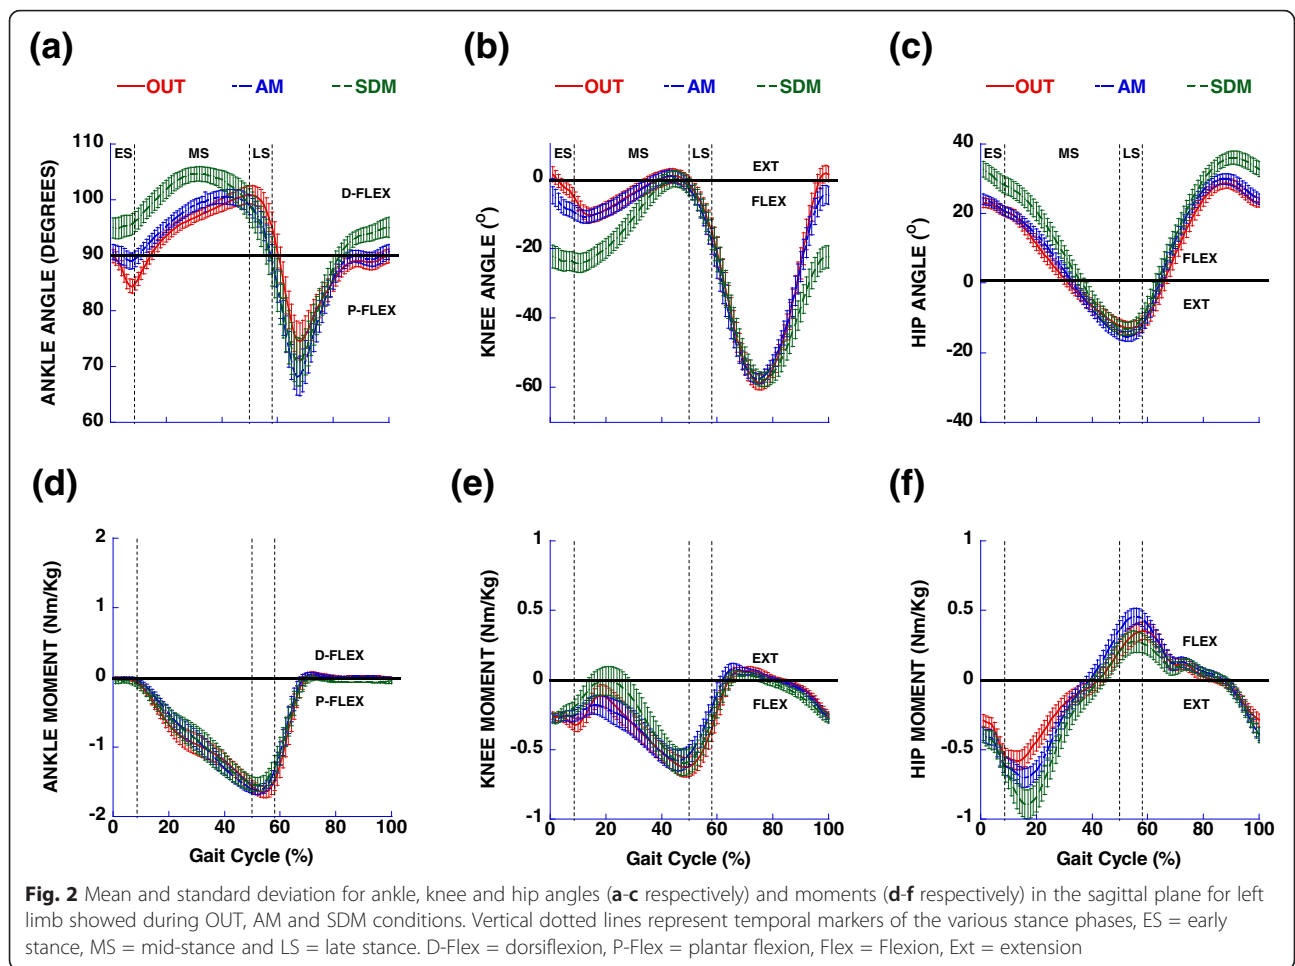 (a)
(b)
(c)
OUT AM SDM
OUT AM SDM
OUT AM SDM
ANKLE ANGLE (DEGREES)
110
100
90
80
70
60
ES MS LS
D-FLEX
P-FLEX
KNEE ANGLE (O)
0
-20
-40
-60
ES MS LS
EXT
FLEX
HIP ANGLE (O)
40
20
0
-20
-40
ES MS LS
FLEX
EXT
(d)
(e)
(f)
ANKLE MOMENT (Nm/Kg)
2
1
0
-1
-2
D-FLEX
P-FLEX
0 20 40 60 80 100
Gait Cycle (%)
KNEE MOMENT (Nm/Kg)
1
0.5
0
-0.5
-1
EXT
FLEX
0 20 40 60 80 100
Gait Cycle (%)
HIP MOMENT (Nm/Kg)
1
0.5
0
-0.5
-1
FLEX
EXT
0 20 40 60 80 100
Gait Cycle (%)
Fig. 2 Mean and standard deviation for ankle, knee and hip angles (a-c respectively) and moments (d-f respectively) in the sagittal plane for left
limb showed during OUT, AM and SDM conditions. Vertical dotted lines represent temporal markers of the various stance phases, ES = early
stance, MS = mid-stance and LS = late stance. D-Flex = dorsiflexion, P-Flex = plantar flexion, Flex = Flexion, Ext = extension